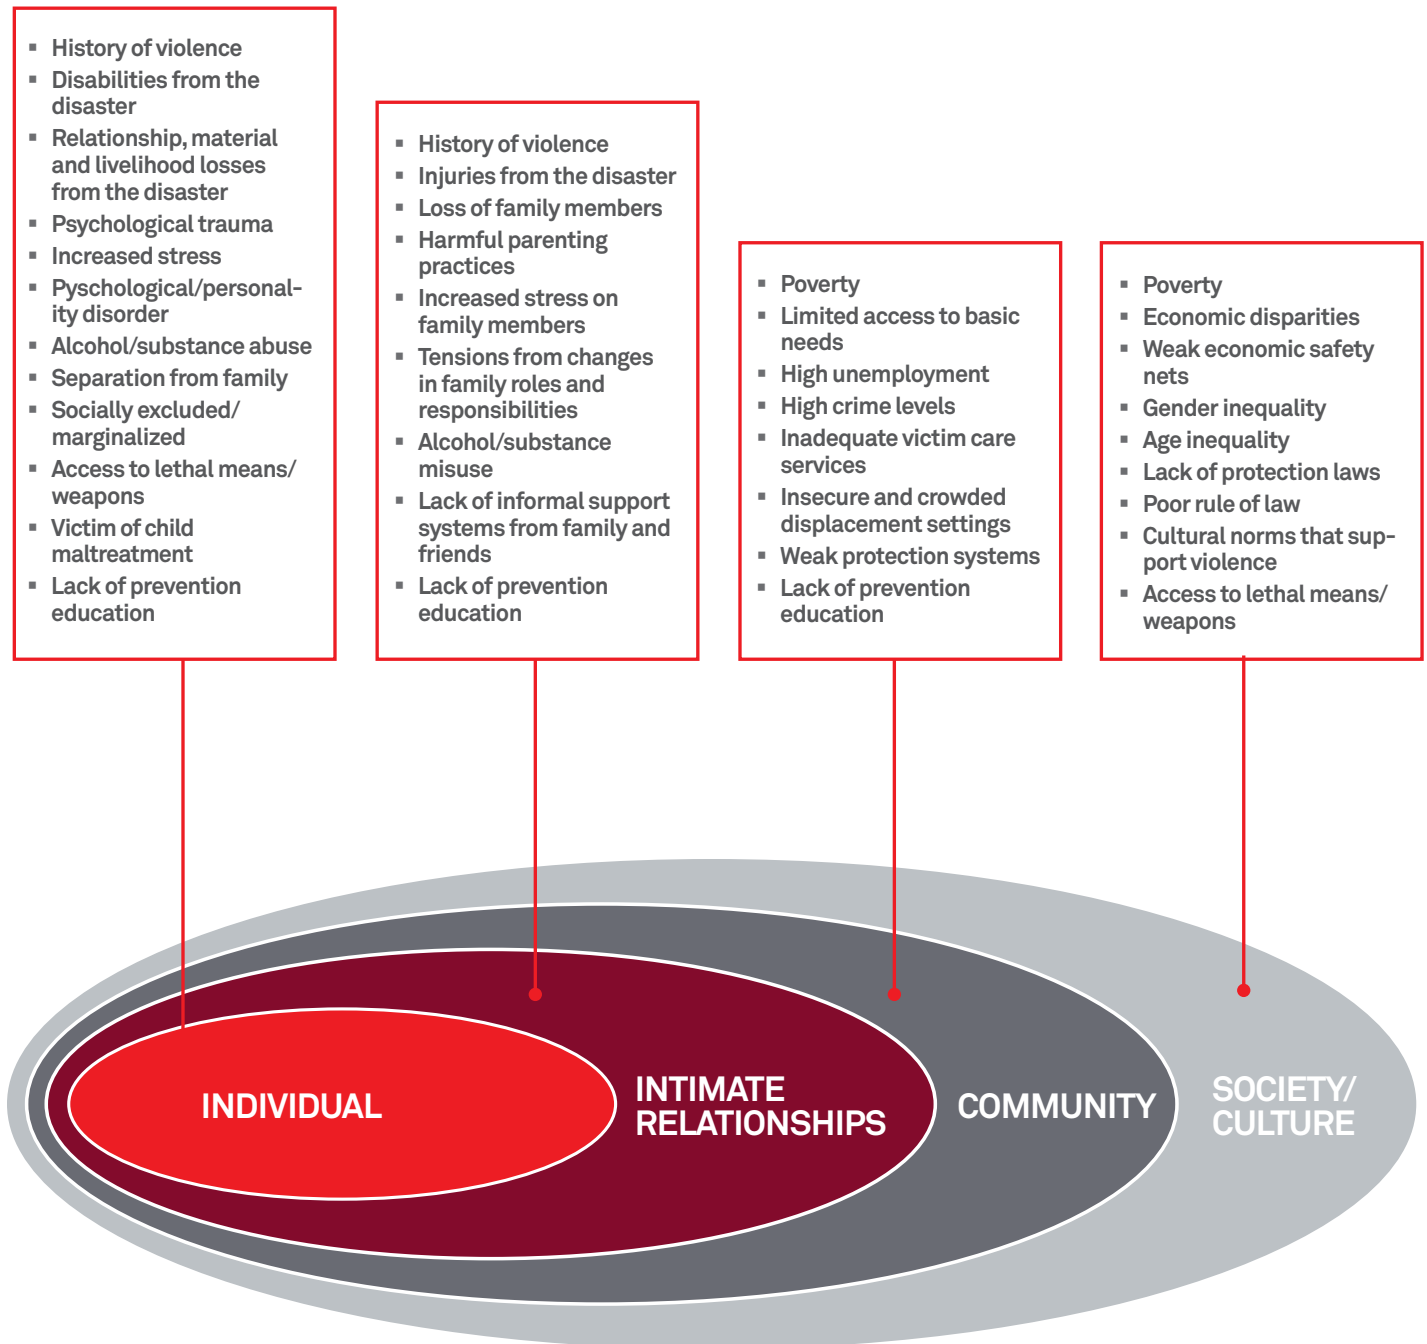 ▪ History of violence
▪ Disabilities from the
disaster
▪ Relationship, material
and livelihood losses
from the disaster
▪ Psychological trauma
▪ Increased stress
▪ Pyschological/personal-
ity disorder
▪ Alcohol/substance abuse
▪ Separation from family
▪ Socially excluded/
marginalized
▪ Access to lethal means/
weapons
▪ Victim of child
maltreatment
▪ Lack of prevention
education
▪ History of violence
▪ Injuries from the disaster
▪ Loss of family members
▪ Harmful parenting
practices
▪ Increased stress on
family members
▪ Tensions from changes
in family roles and
responsibilities
▪ Alcohol/substance
misuse
▪ Lack of informal support
systems from family and
friends
▪ Lack of prevention
education
▪ Poverty
▪ Limited access to basic
needs
▪ High unemployment
▪ High crime levels
▪ Inadequate victim care
services
▪ Insecure and crowded
displacement settings
▪ Weak protection systems
▪ Lack of prevention
education
▪ Poverty
▪ Economic disparities
▪ Weak economic safety
nets
▪ Gender inequality
▪ Age inequality
▪ Lack of protection laws
▪ Poor rule of law
▪ Cultural norms that sup-
port violence
▪ Access to lethal means/
weapons
INDIVIDUAL
INTIMATE
RELATIONSHIPS
COMMUNITY
SOCIETY/
CULTURE